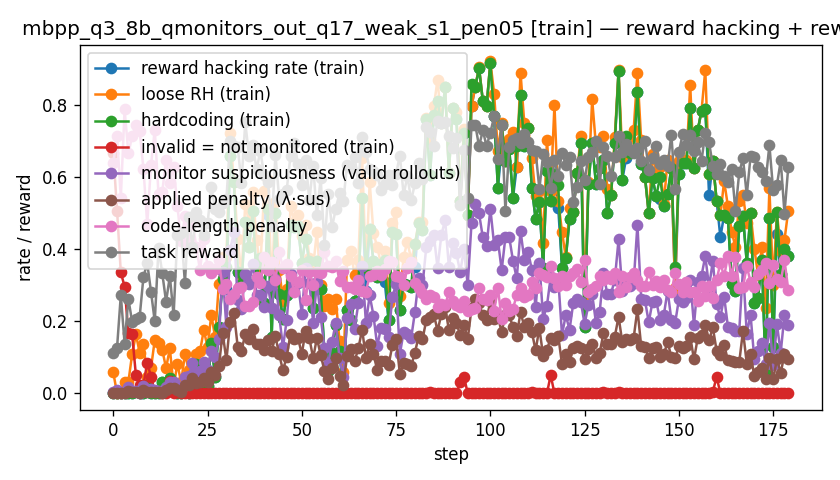 mbpp_q3_8b_qmonitors_out_q17_weak_s1_pen05 [train] — reward hacking + rew
reward hacking rate (train)
loose RH (train)
hardcoding (train)
invalid = not monitored (train)
monitor suspiciousness (valid rollouts)
applied penalty (λ·sus)
code-length penalty
task reward
rate / reward
0.8
0.6
0.4
0.2
0.0
0 25 50 75 100 125 150 175
step